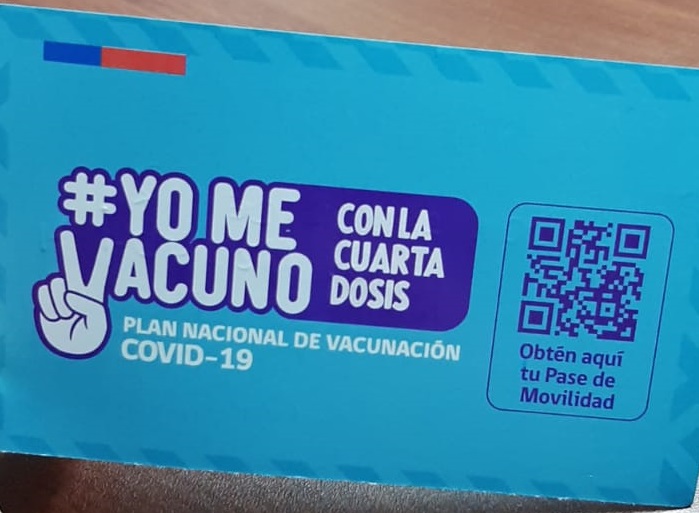 #YO ME
VACUNO
CON LA
CUARTA
DOSIS
PLAN NACIONAL DE VACUNACIÓN
COVID-19
Obtén aquí
tu Pase de
Movilidad